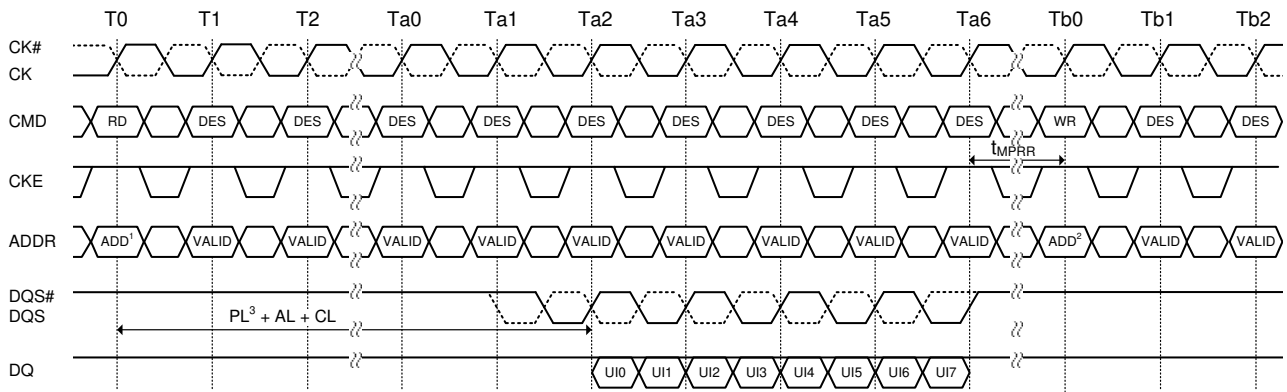 T0 T1 T2 Ta0 Ta1 Ta2 Ta3 Ta4 Ta5 Ta6 Tb0 Tb1 Tb2
CK#
CK
CMD RD DES DES DES DES DES DES DES DES DES WR DES DES
tMPRR
CKE
ADDR ADD¹ VALID VALID VALID VALID VALID VALID VALID VALID VALID ADD² VALID VALID
DQS#
DQS
PL³ + AL + CL
DQ UI0 UI1 UI2 UI3 UI4 UI5 UI6 UI7